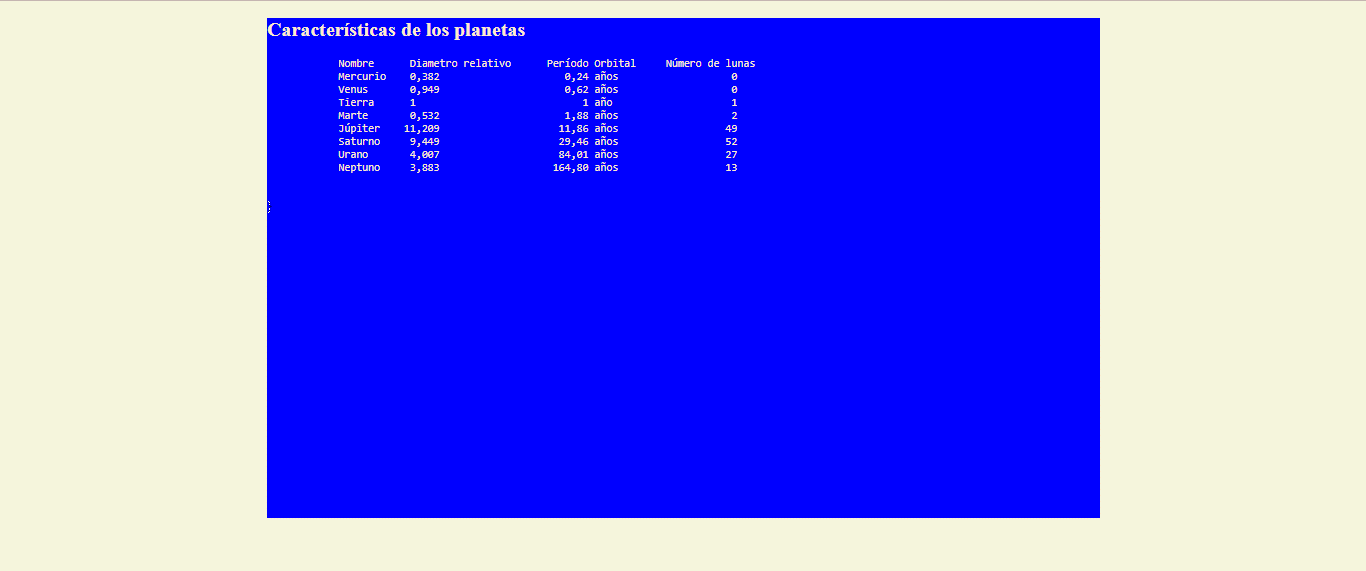 Características de los planetas
Nombre Diametro relativo Período Orbital Número de lunas
Mercurio 0,382 0,24 años 0
Venus 0,949 0,62 años 0
Tierra 1 1 año 1
Marte 0,532 1,88 años 2
Júpiter 11,209 11,86 años 49
Saturno 9,449 29,46 años 52
Urano 4,007 84,01 años 27
Neptuno 3,883 164,80 años 13